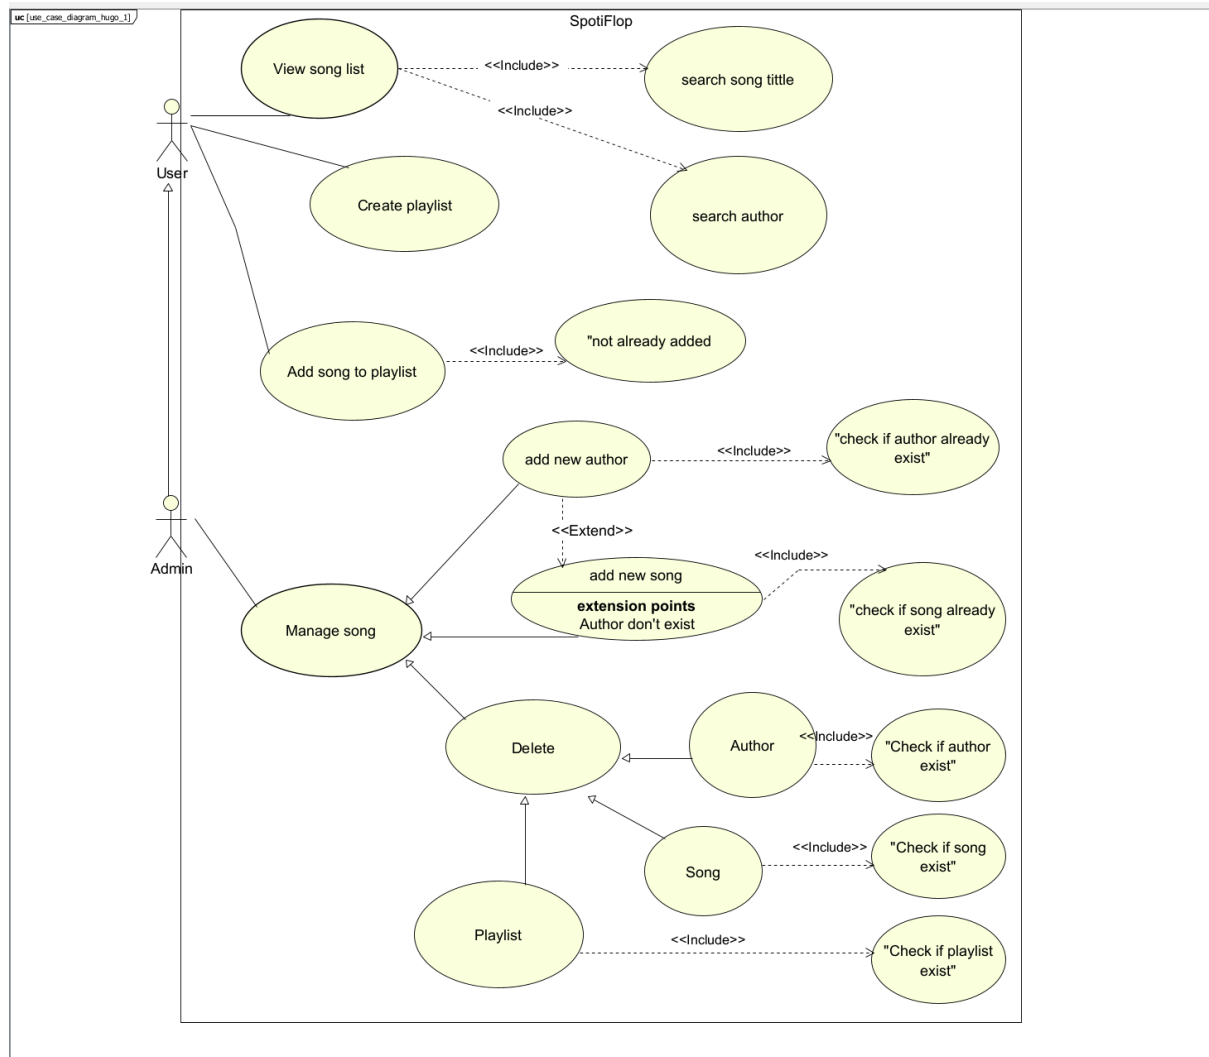 uc [use_case_diagram_hugo_1]
SpotiFlop
View song list
<<Include>>
search song tittle
<<Include>>
User
Create playlist
search author
Add song to playlist
<<Include>>
"not already added
add new author
<<Include>>
"check if author already
exist"
<<Extend>>
Admin
add new song
extension points
Author don't exist
<<Include>>
"check if song already
exist"
Manage song
Delete
Author
<<Include>>
"Check if author
exist"
Song
<<Include>>
"Check if song
exist"
Playlist
<<Include>>
"Check if playlist
exist"